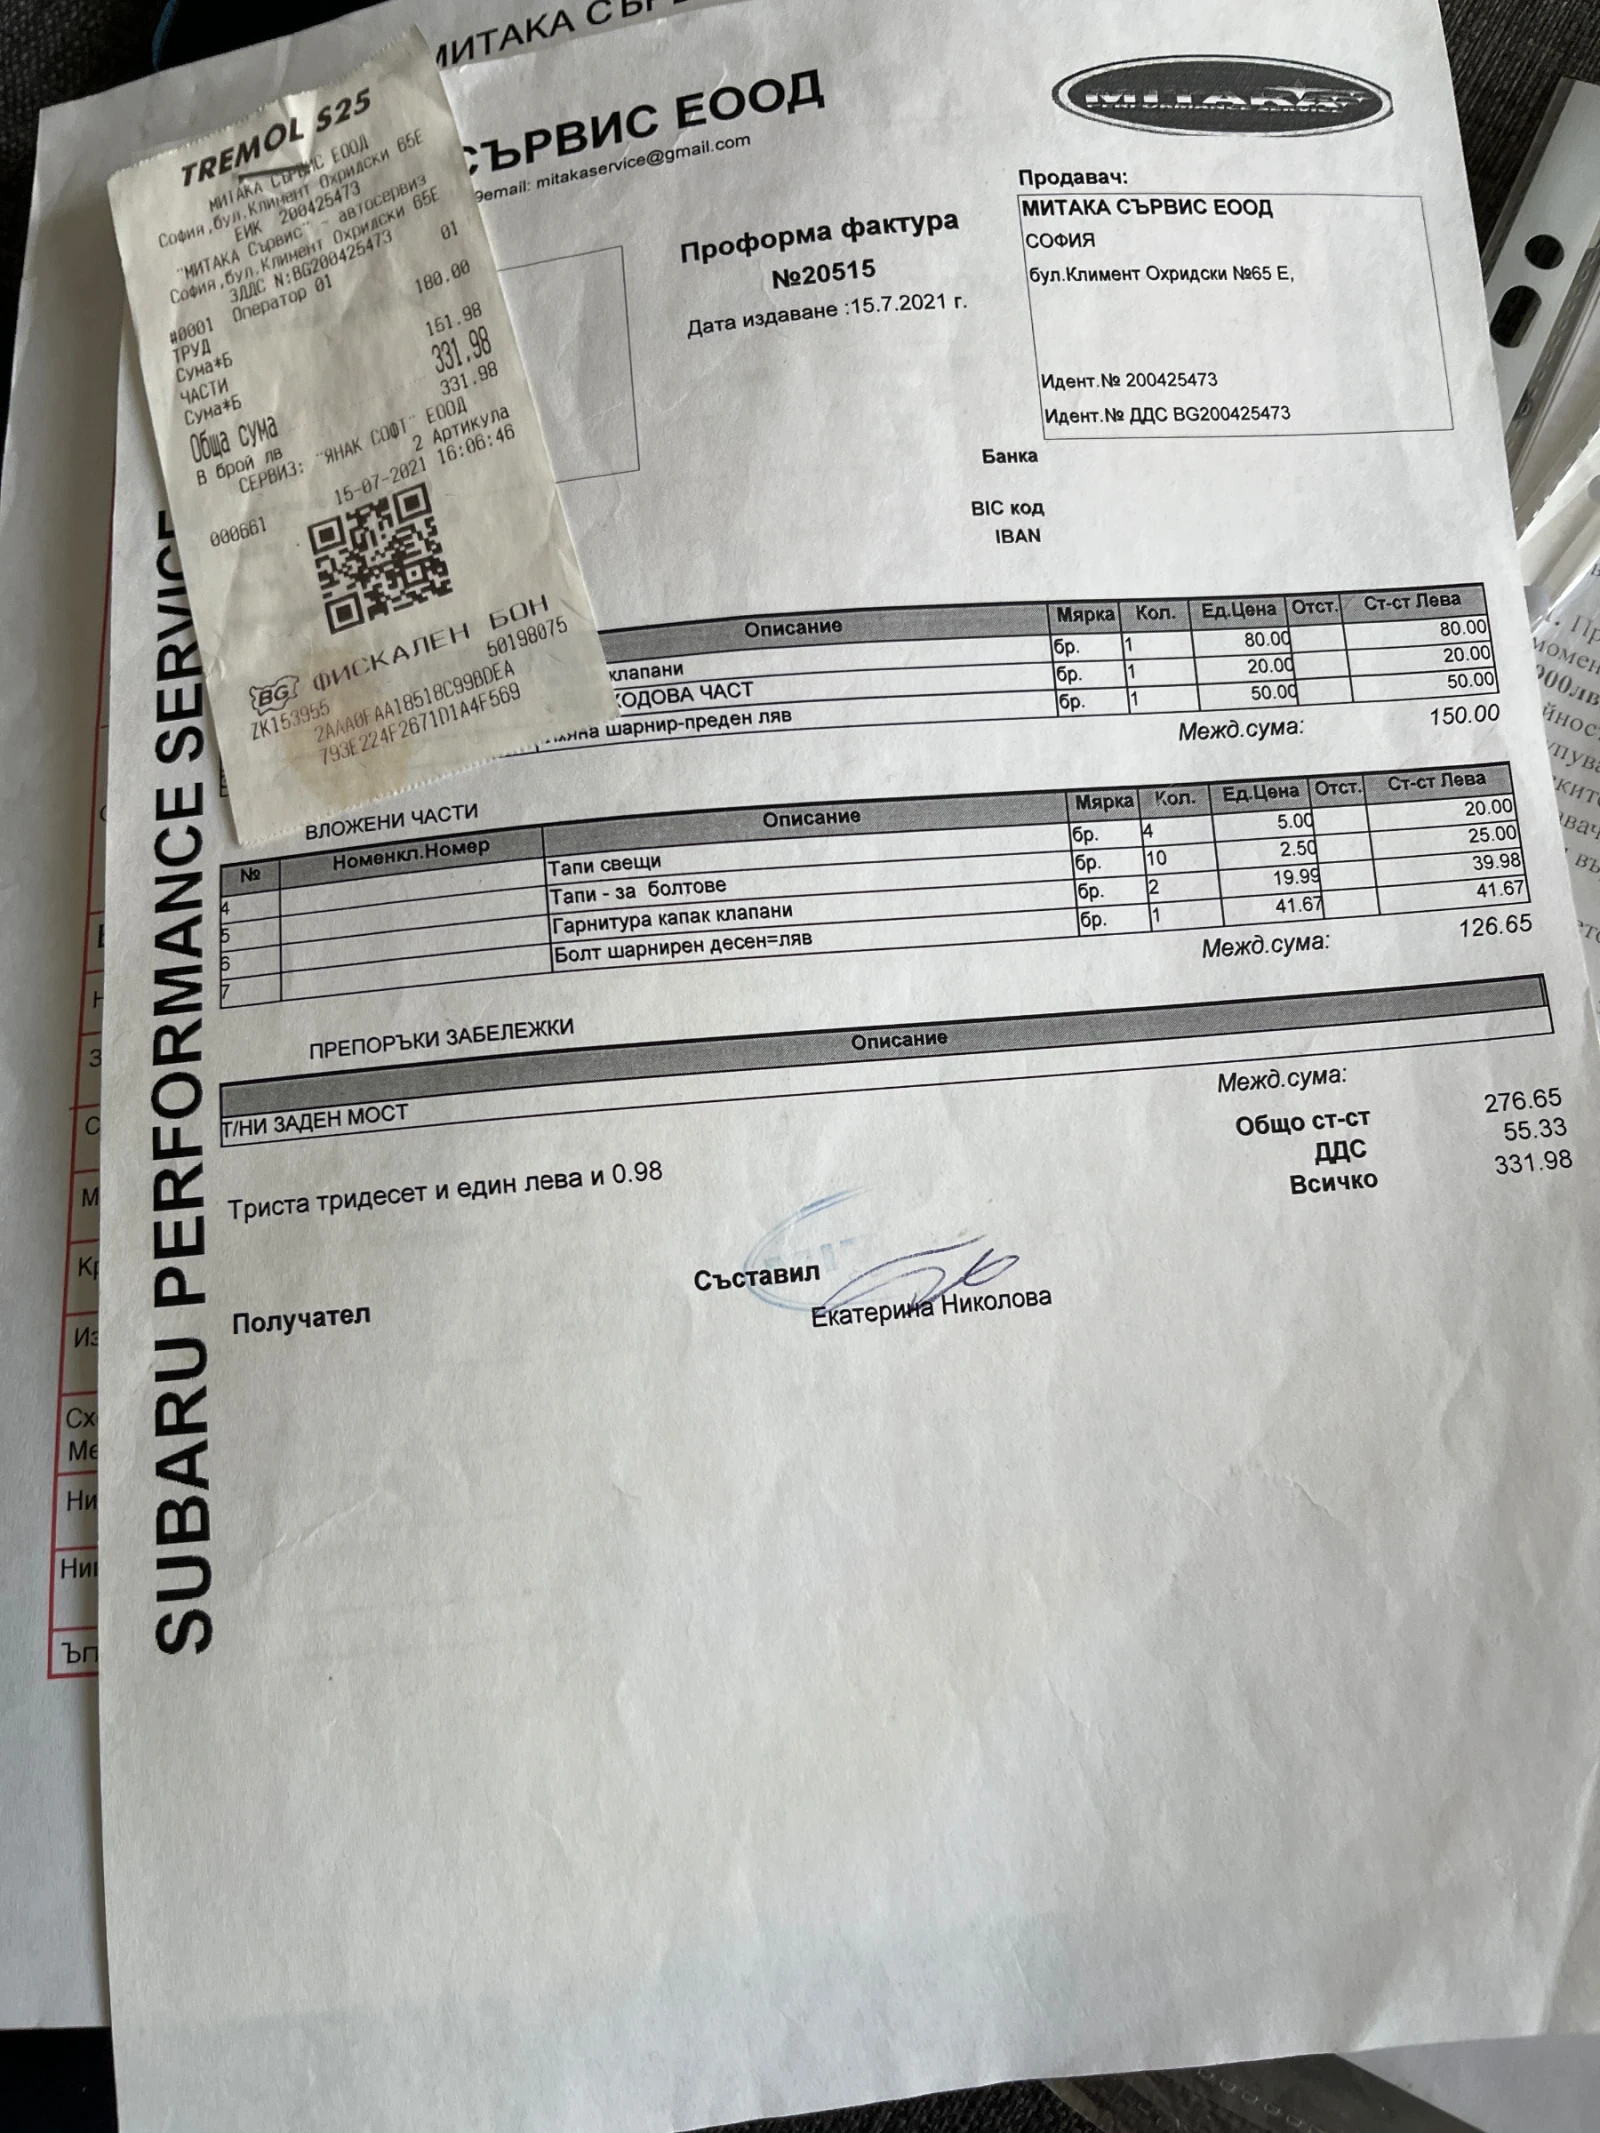 МИТАКА
СЪРВИС ЕООД
email: mitakaservice@gmail.com
MITAKA
Проформа фактура
№20515
Дата издаване :15.7.2021 г.
Продавач:
МИТАКА СЪРВИС ЕООД
СОФИЯ
бул.Климент Охридски №65 Е,
Идент.№ 200425473
Идент.№ ДДС BG200425473
Банка
BIC код
IBAN
TREMOL S25
МИТАКА СЪРВИС ЕООД
София,бул.Климент Охридски 65Е
ЕИК 200425473
"МИТАКА Сървис" - автосервиз
София,бул.Климент Охридски 65Е
ЗДДС N:BG200425473
#0001 Оператор 01 01
ТРУД
Сума*Б 180.00
ЧАСТИ
Сума*Б 151.98
Обща сума 331.98
В брой лв 331.98
СЕРВИЗ: "ЯНАК СОФТ" ЕООД
2 Артикула
000661 15-07-2021 16:06:46
BG ФИСКАЛЕН БОН
ZK153955 50198075
2AAA0FAA18518C99BDEA
793E224F2671D1A4F569
SUBARU PERFORMANCE SERVICE
Описание Мярка Кол. Ед.Цена Отст. Ст-ст Лева
клапани бр. 1 80.00 80.00
ХОДОВА ЧАСТ бр. 1 20.00 20.00
шарнир-преден ляв бр. 1 50.00 50.00
Межд.сума: 150.00
ВЛОЖЕНИ ЧАСТИ
№ Номенкл.Номер Описание Мярка Кол. Ед.Цена Отст. Ст-ст Лева
4 Тапи свещи бр. 4 5.00 20.00
5 Тапи - за болтове бр. 10 2.50 25.00
6 Гарнитура капак клапани бр. 2 19.99 39.98
7 Болт шарнирен десен=ляв бр. 1 41.67 41.67
Межд.сума: 126.65
ПРЕПОРЪКИ ЗАБЕЛЕЖКИ
Описание
Т/НИ ЗАДЕН МОСТ
Межд.сума:
Общо ст-ст 276.65
ДДС 55.33
Всичко 331.98
Триста тридесет и един лева и 0.98
Получател
Съставил
Екатерина Николова